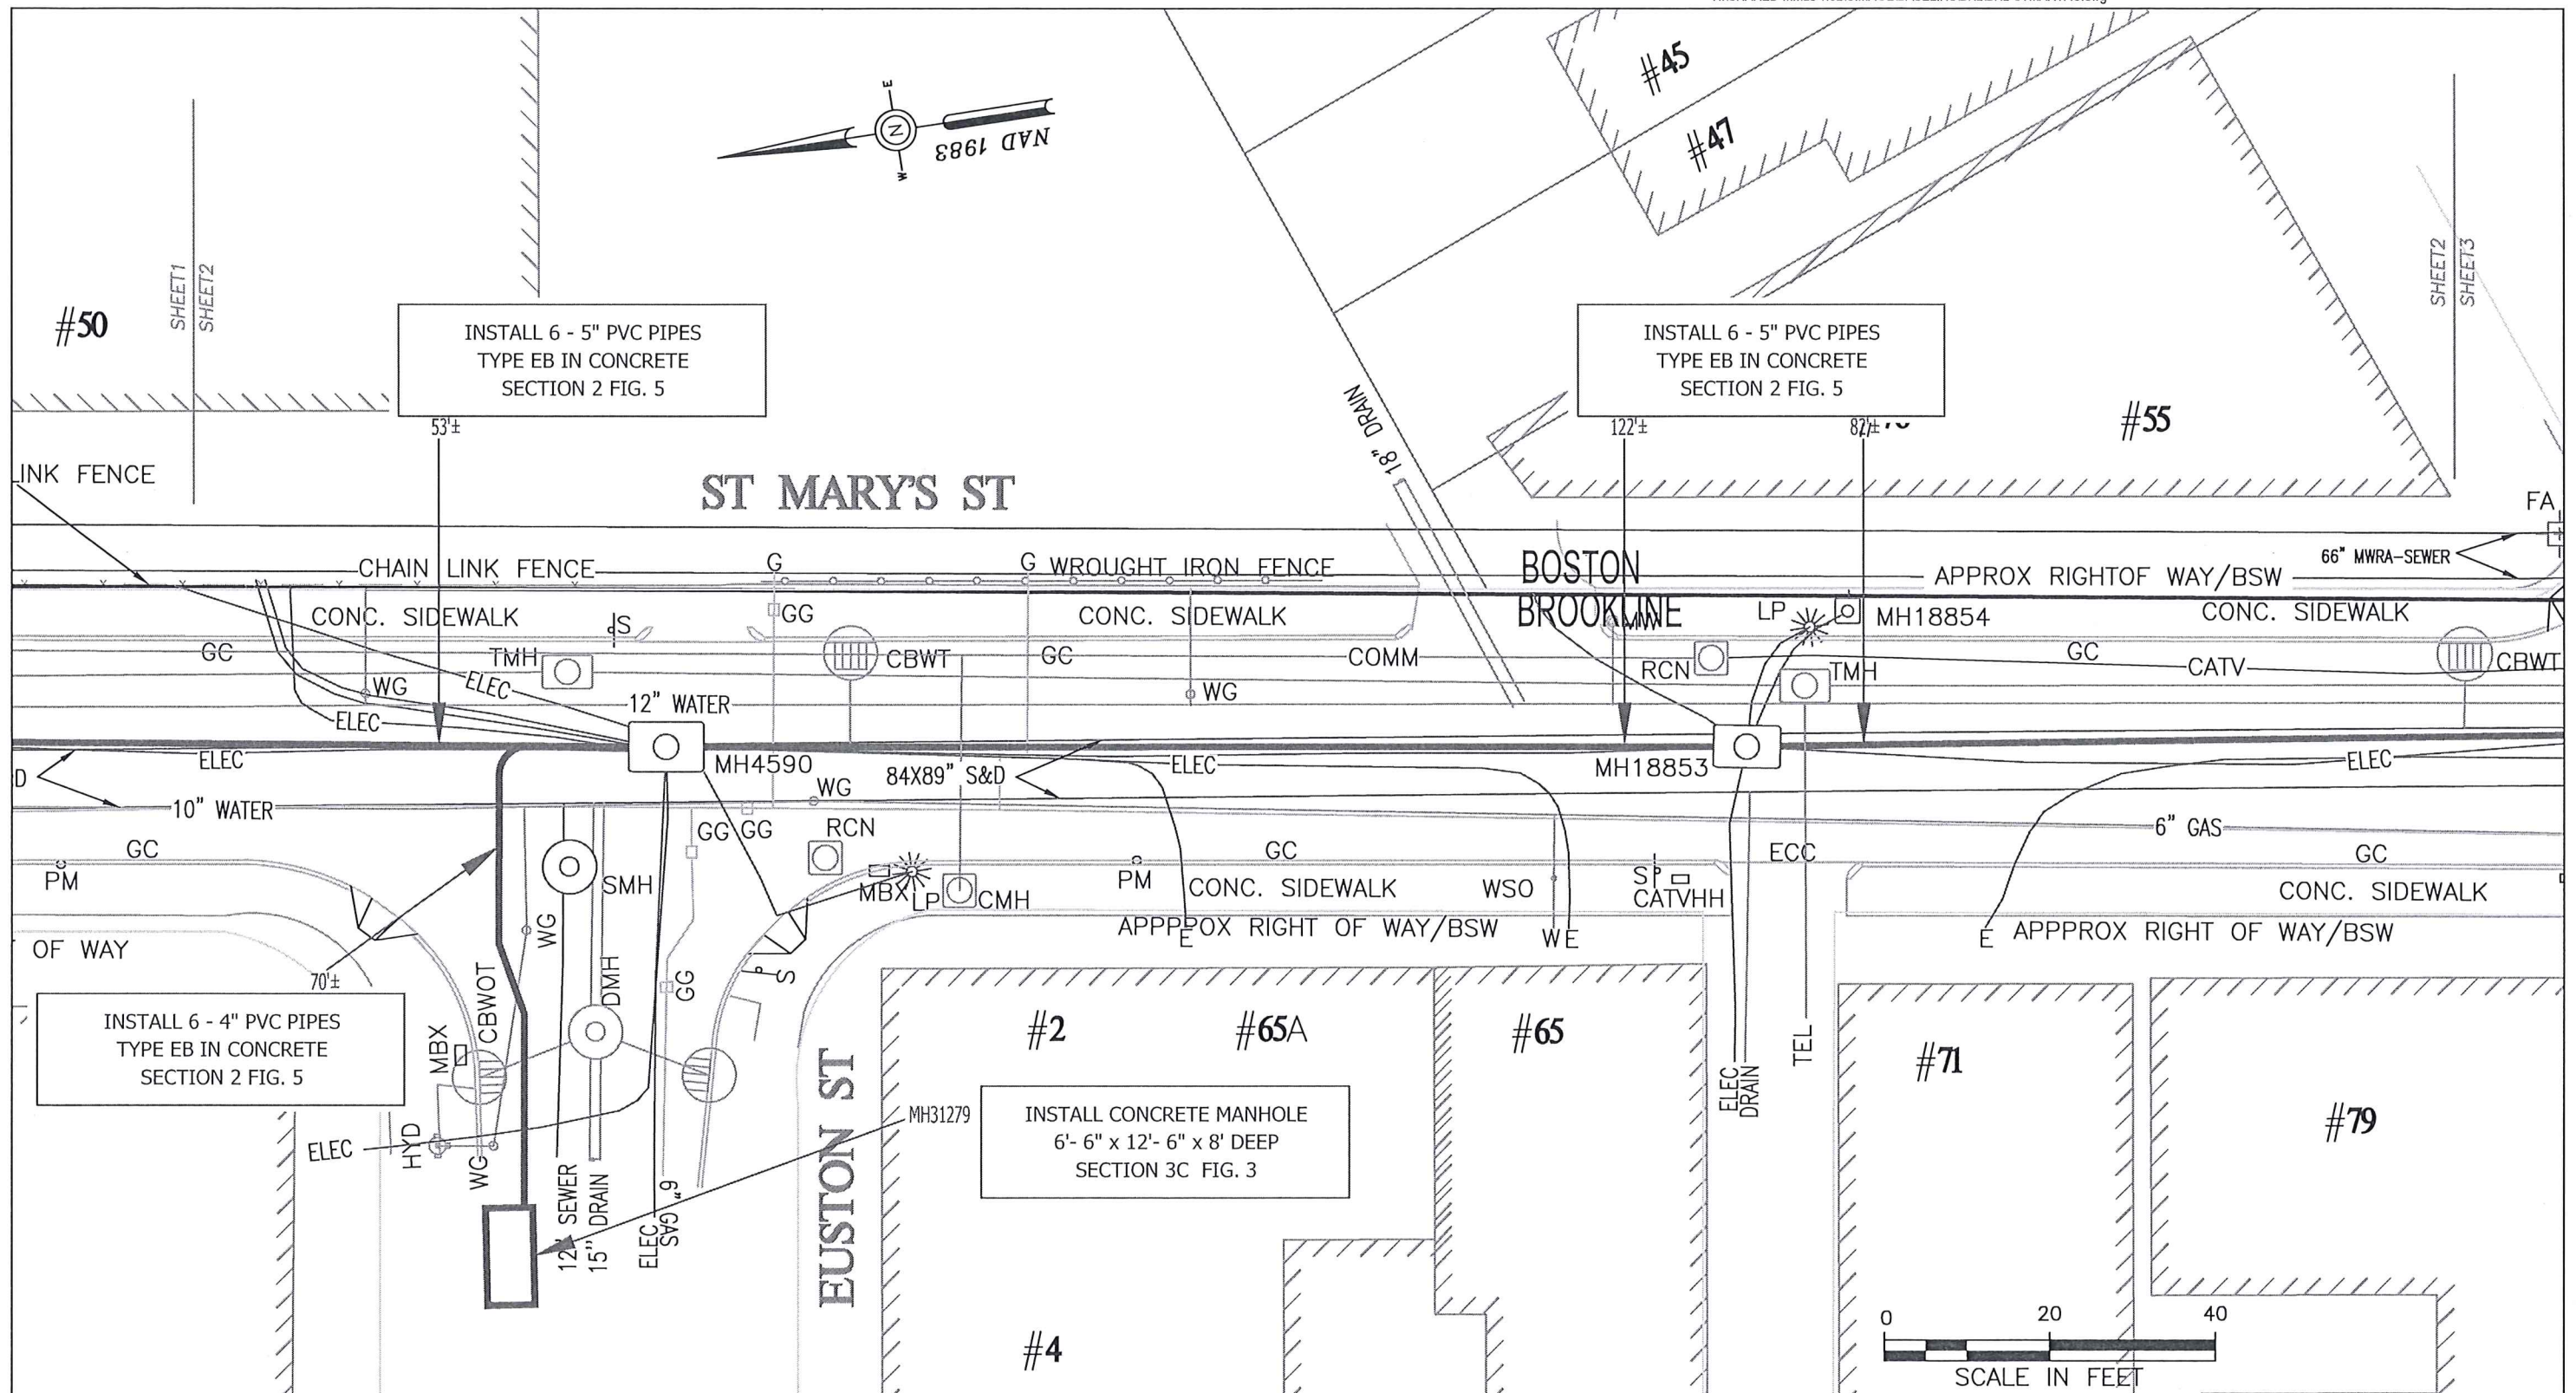 #45
#47
E
N
W
NAD 1983
SHEET1
SHEET2
SHEET2
SHEET3
#50
INSTALL 6 - 5" PVC PIPES
TYPE EB IN CONCRETE
SECTION 2 FIG. 5
53'±
INSTALL 6 - 5" PVC PIPES
TYPE EB IN CONCRETE
SECTION 2 FIG. 5
122'±
#55
18" DRAIN
LINK FENCE
ST MARY'S ST
FA
66" MWRA-SEWER
CHAIN LINK FENCE
G
G
WROUGHT IRON FENCE
BOSTON
APPROX RIGHTOF WAY/BSW
CONC. SIDEWALK
S
GG
CONC. SIDEWALK
BROOKLINE
LP
MH18854
CONC. SIDEWALK
GC
TMH
CBWT
GC
COMM
RCN
TMH
GC
CATV
CBWT
WG
ELEC
WG
12" WATER
ELEC
ELEC
MH4590
84X89" S&D
ELEC
MH18853
ELEC
D
10" WATER
WG
GG
GG
RCN
6" GAS
GC
GC
ECC
GC
PM
SMH
MBX
LP
CMH
PM
CONC. SIDEWALK
WSO
S
CATVHH
CONC. SIDEWALK
OF WAY
WG
APPPPOX RIGHT OF WAY/BSW
E
W
E
E
APPPROX RIGHT OF WAY/BSW
70'±
S
GG
DMH
CBWOT
MBX
INSTALL 6 - 4" PVC PIPES
TYPE EB IN CONCRETE
SECTION 2 FIG. 5
#2
#65A
#65
TEL
#71
ELEC
DRAIN
EUSTON ST
MH31279
INSTALL CONCRETE MANHOLE
6'- 6" x 12'- 6" x 8' DEEP
SECTION 3C FIG. 3
#79
ELEC
HYD
WG
12" SEWER
15" DRAIN
ELEC
6" GAS
#4
0 20 40
SCALE IN FEET